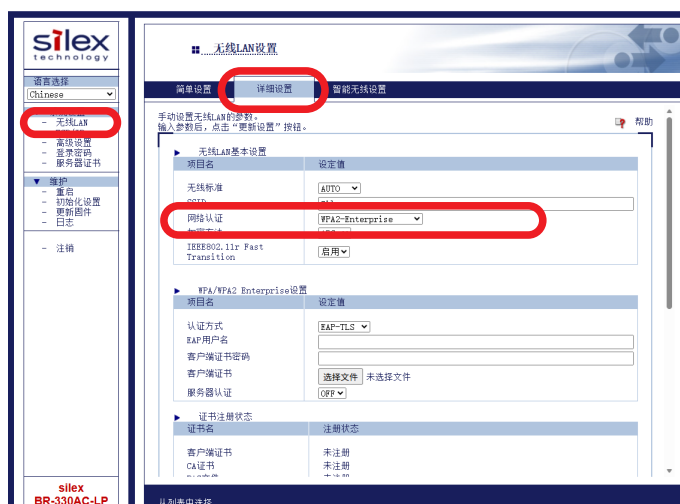 silex
technology
语言选择
Chinese
- 无线LAN
- 高级设置
- 登录密码
- 服务器证书
▼ 维护
- 重启
- 初始化设置
- 更新固件
- 日志
- 注销
silex
BR-330AC-LP
无线LAN设置
简单设置 详细设置 智能无线设置
手动设置无线LAN的参数。
输入参数后，点击“更新设置”按钮。
帮助
▶ 无线LAN基本设置
项目名 设定值
无线标准 AUTO
SSID
网络认证 WPA2-Enterprise
IEEE802.11r Fast Transition 启用
▶ WPA/WPA2 Enterprise设置
项目名 设定值
认证方式 EAP-TLS
EAP用户名
客户端证书密码
客户端证书 选择文件 未选择文件
服务器认证 OFF
▶ 证书注册状态
证书名 注册状态
客户端证书 未注册
CA证书 未注册
从列表中选择